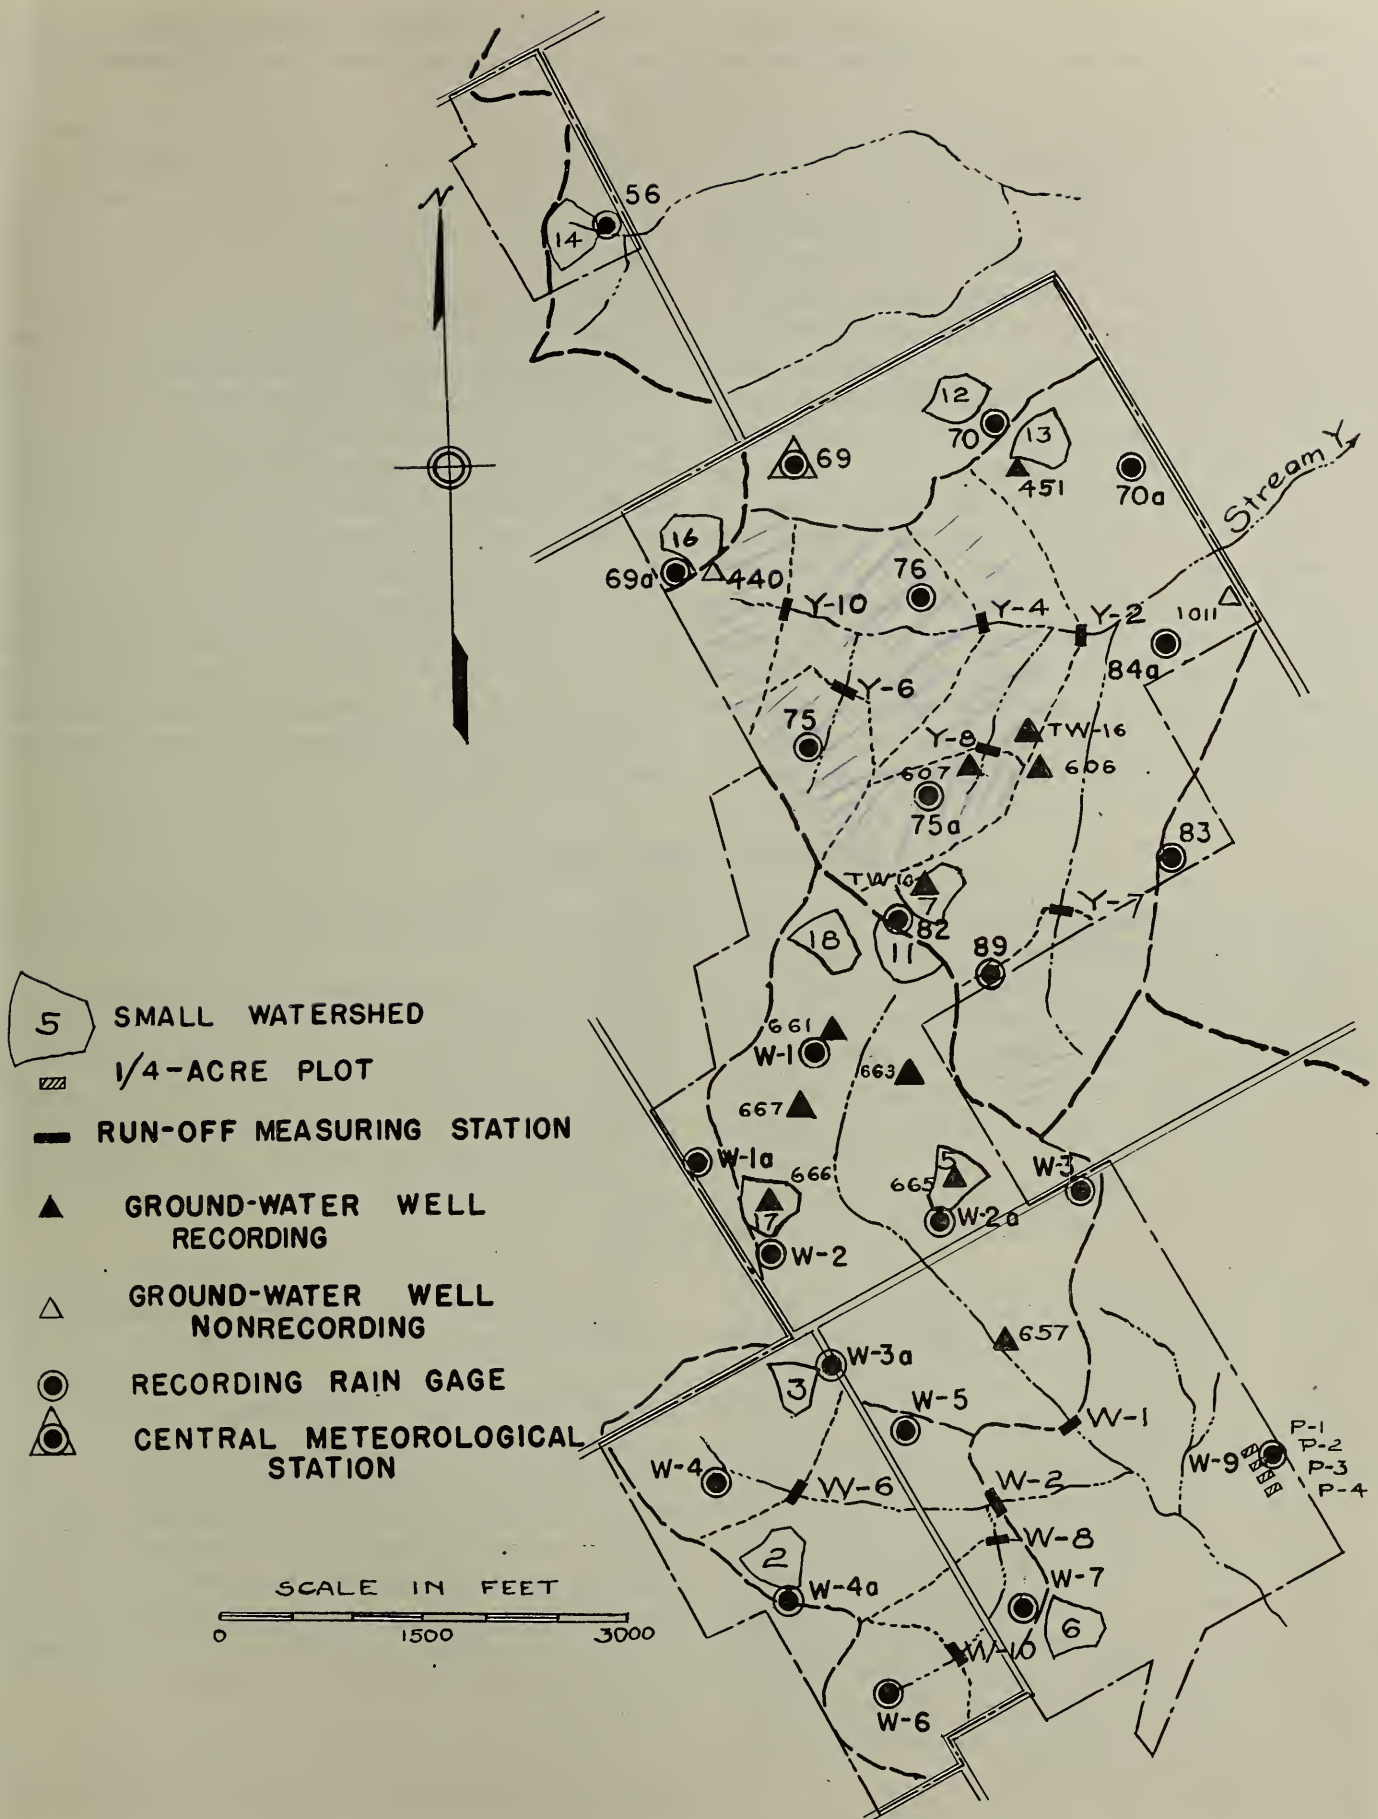 N
56
14
12
70
13
69
451
70a
Stream Y
16
69a
440
76
Y-10
Y-4
Y-2
1011
84a
Y-6
75
Y-8
TW-16
607
606
75a
83
TW10
7
Y-7
82
18
11
89
5 SMALL WATERSHED
1/4-ACRE PLOT
RUN-OFF MEASURING STATION
GROUND-WATER WELL
RECORDING
GROUND-WATER WELL
NONRECORDING
RECORDING RAIN GAGE
CENTRAL METEOROLOGICAL
STATION
661
W-1
663
667
W-1a
666
5
665
W-3
17
W-2a
W-2
657
W-3a
3
W-5
W-1
P-1
P-2
W-9
P-3
P-4
W-4
W-6
W-2
W-8
2
W-4a
W-7
6
W-10
W-6
SCALE IN FEET
0 1500 3000